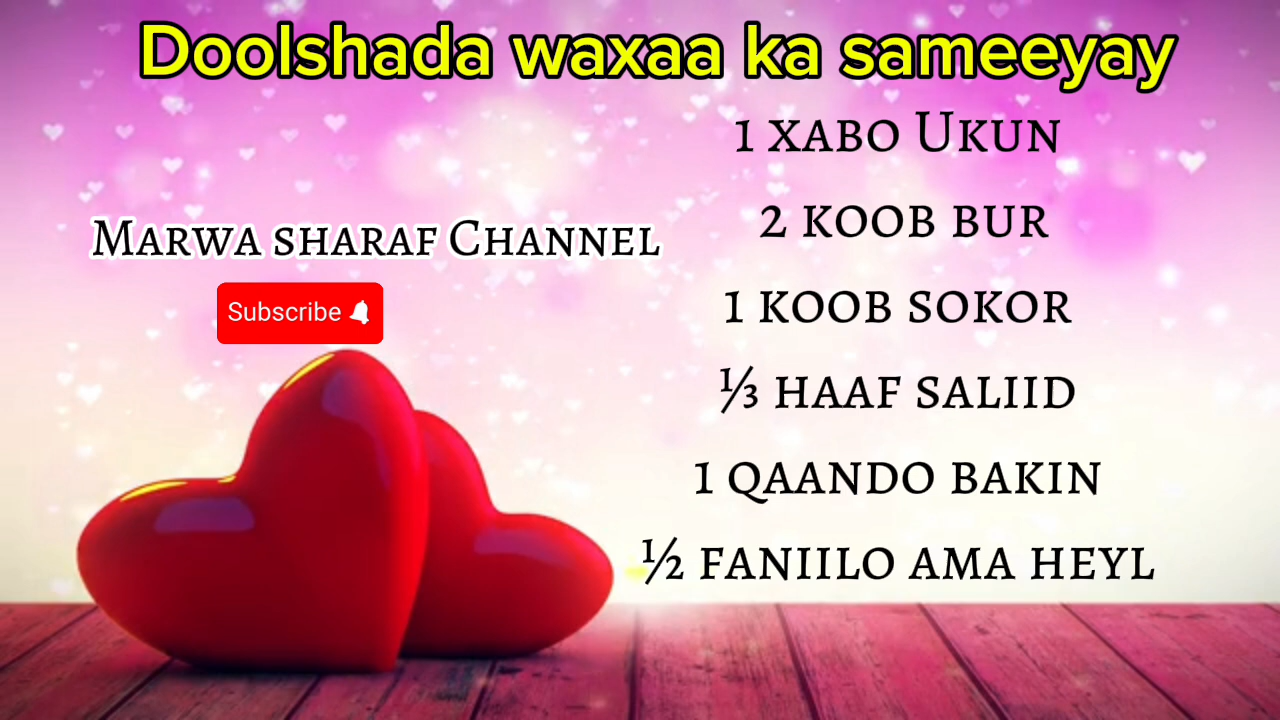 Doolshada waxaa ka sameeyay
1 xabo Ukun
2 koob bur
Marwa sharaf Channel
1 koob sokor
Subscribe
⅓ haaf saliid
1 qaando bakin
½ faniilo ama heyl